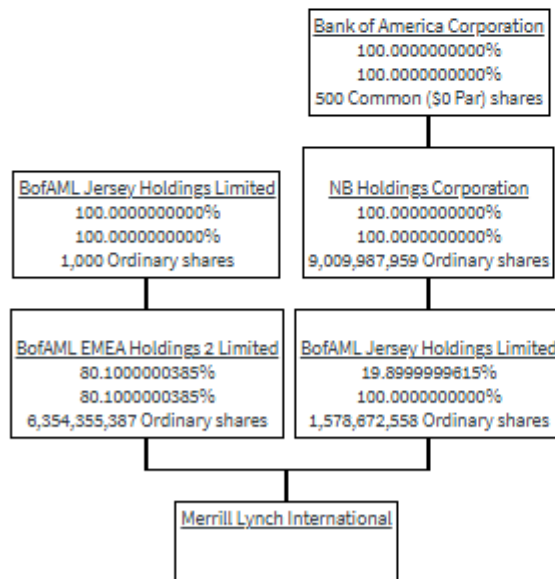 Bank of America Corporation
100.0000000000%
100.0000000000%
500 Common ($0 Par) shares
BofAML Jersey Holdings Limited
100.0000000000%
100.0000000000%
1,000 Ordinary shares
NB Holdings Corporation
100.0000000000%
100.0000000000%
9,009,987,959 Ordinary shares
BofAML EMEA Holdings 2 Limited
80.1000000385%
80.1000000385%
6,354,355,387 Ordinary shares
BofAML Jersey Holdings Limited
19.8999999615%
100.0000000000%
1,578,672,558 Ordinary shares
Merrill Lynch International